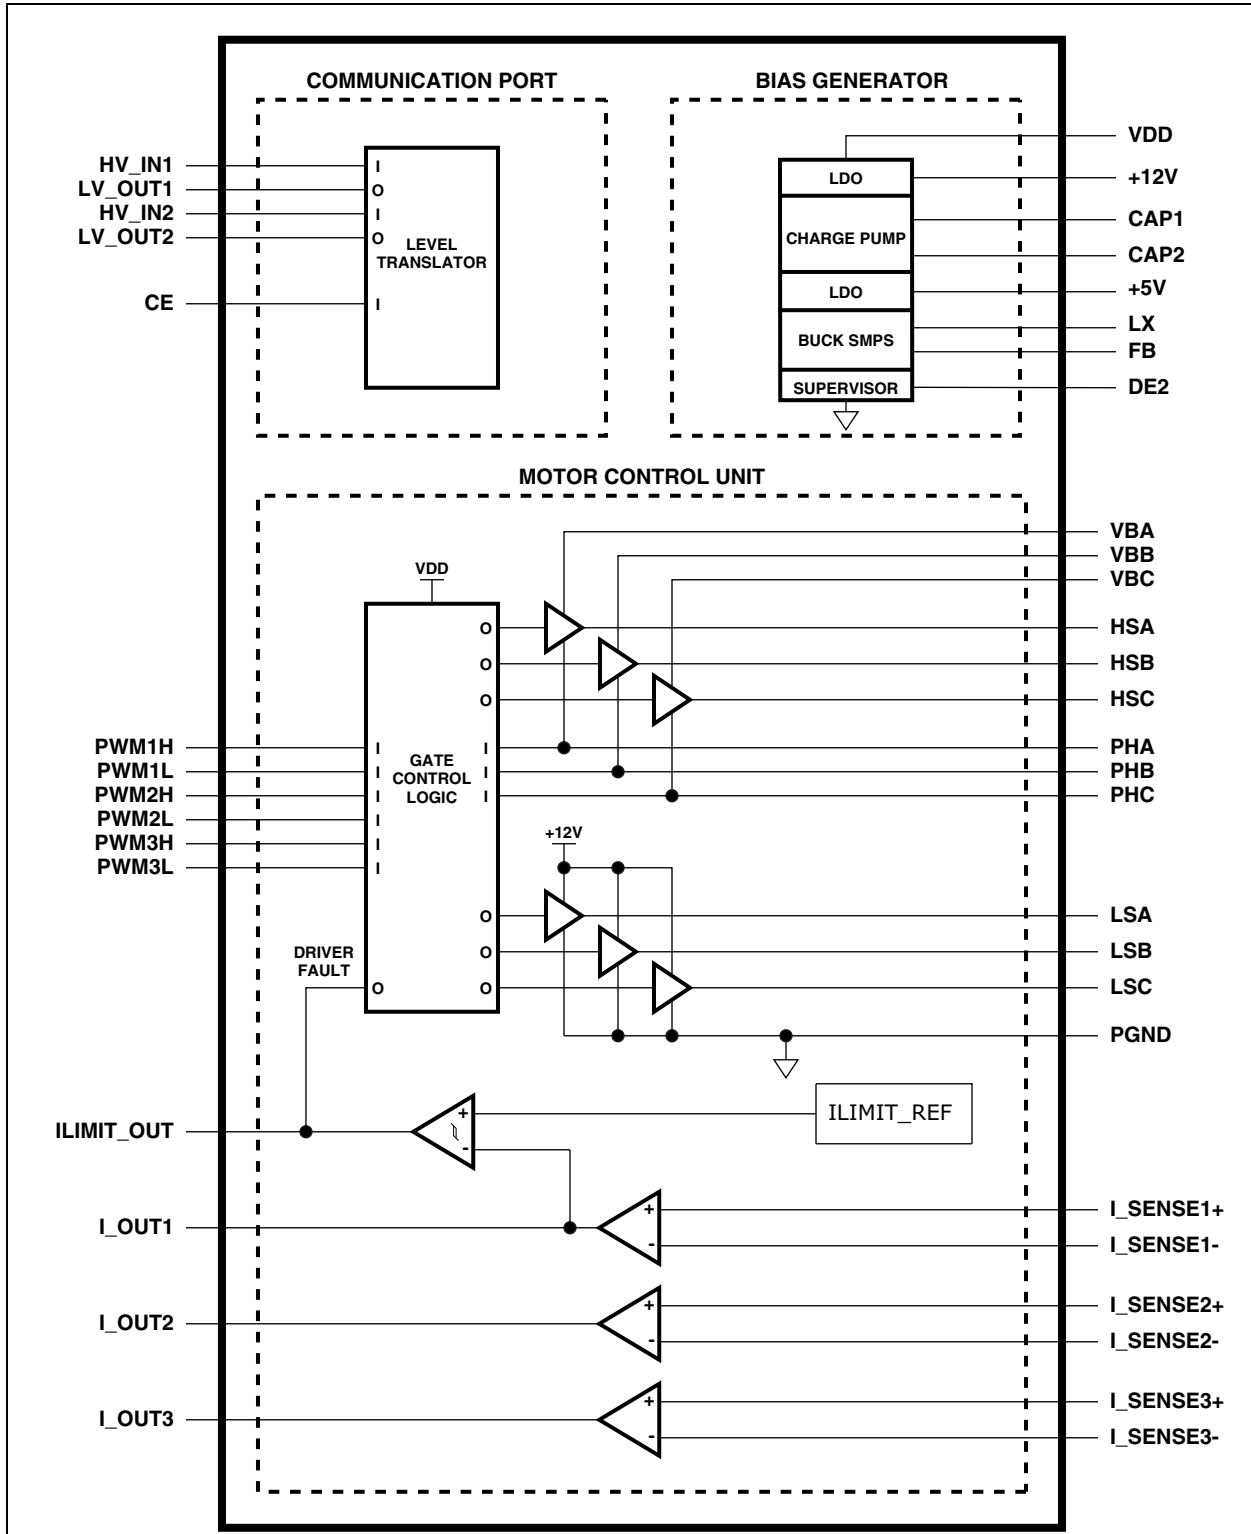 COMMUNICATION PORT
BIAS GENERATOR
HV_IN1
LV_OUT1
HV_IN2
LV_OUT2
CE
I
O
I
O
I
LEVEL
TRANSLATOR
LDO
CHARGE PUMP
LDO
BUCK SMPS
SUPERVISOR
VDD
+12V
CAP1
CAP2
+5V
LX
FB
DE2
MOTOR CONTROL UNIT
VDD
PWM1H
PWM1L
PWM2H
PWM2L
PWM3H
PWM3L
I
I
I
I
I
I
GATE
CONTROL
LOGIC
O
O
O
I
I
I
O
O
O
DRIVER
FAULT
O
+12V
VBA
VBB
VBC
HSA
HSB
HSC
PHA
PHB
PHC
LSA
LSB
LSC
PGND
ILIMIT_OUT
+
-
ILIMIT_REF
I_OUT1
+
-
I_SENSE1+
I_SENSE1-
I_OUT2
+
-
I_SENSE2+
I_SENSE2-
I_OUT3
+
-
I_SENSE3+
I_SENSE3-